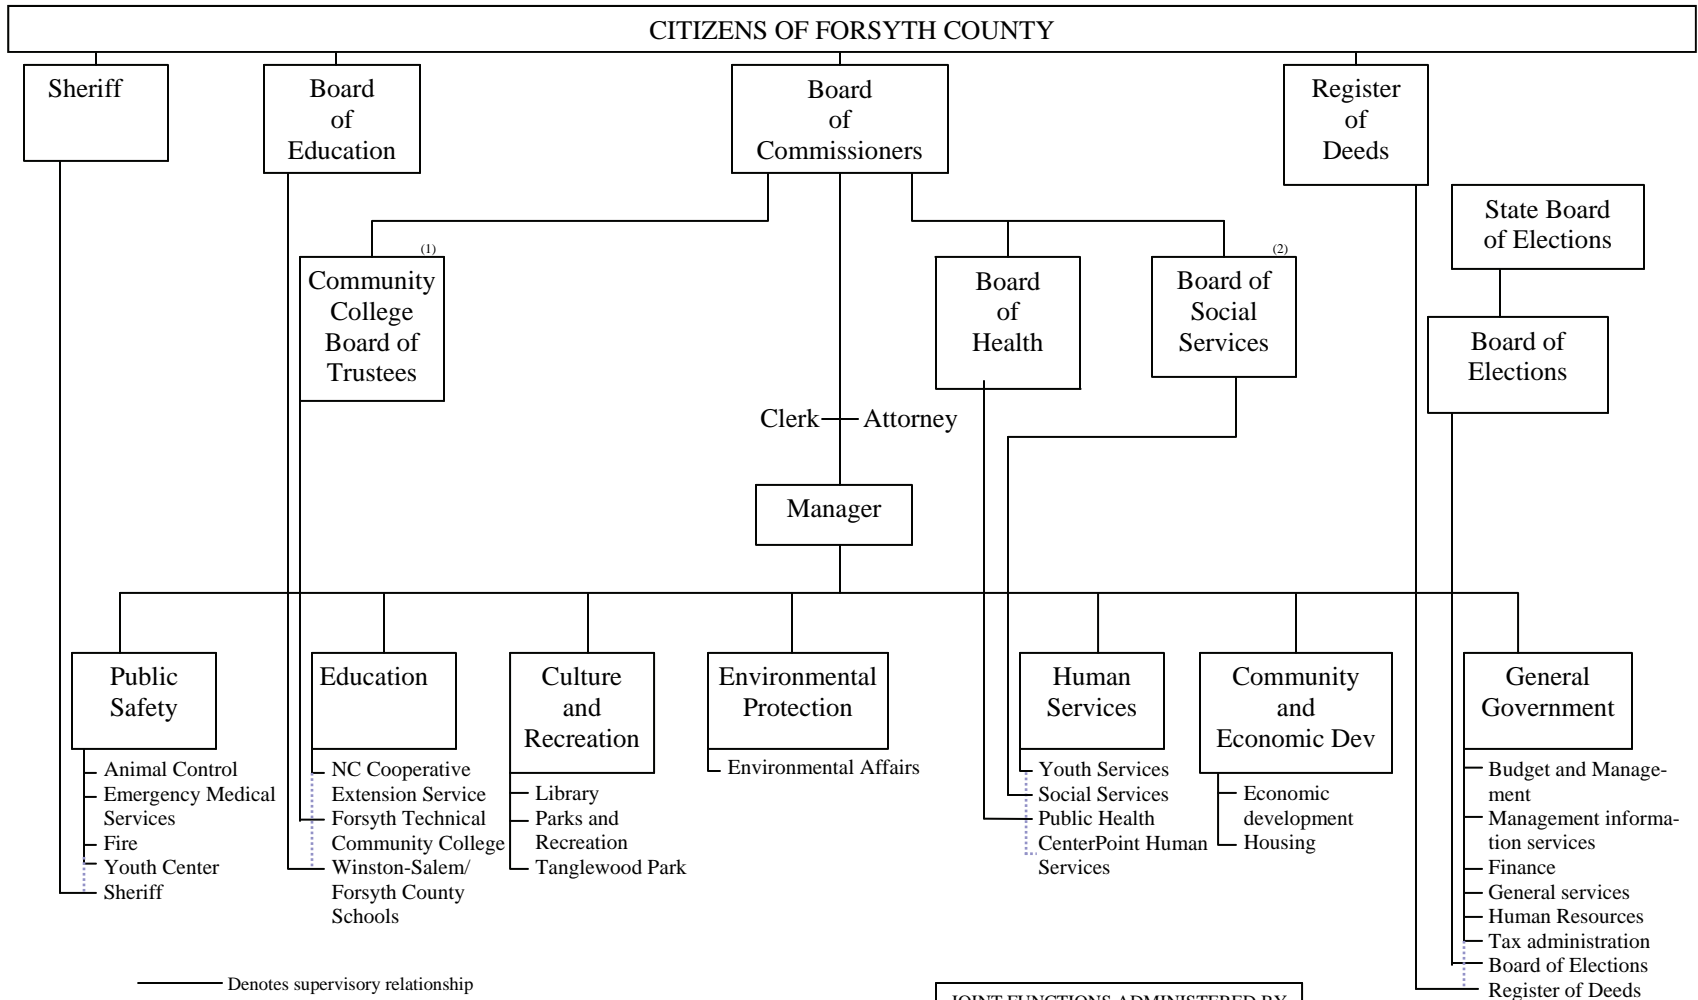 CITIZENS OF FORSYTH COUNTY
Sheriff
Board
of
Education
Board
of
Commissioners
Register
of
Deeds
State Board
of Elections
(1)
Community
College
Board of
Trustees
Board
of
Health
(2)
Board of
Social
Services
Board of
Elections
Clerk
Attorney
Manager
Public
Safety
Education
Culture
and
Recreation
Environmental
Protection
Human
Services
Community
and
Economic Dev
General
Government
Animal Control
Emergency Medical
Services
Fire
Youth Center
Sheriff
NC Cooperative
Extension Service
Forsyth Technical
Community College
Winston-Salem/
Forsyth County
Schools
Library
Parks and
Recreation
Tanglewood Park
Environmental Affairs
Youth Services
Social Services
Public Health
CenterPoint Human
Services
Economic
development
Housing
Budget and Manage-
ment
Management informa-
tion services
Finance
General services
Human Resources
Tax administration
Board of Elections
Register of Deeds
Denotes supervisory relationship
JOINT FUNCTIONS ADMINISTERED BY